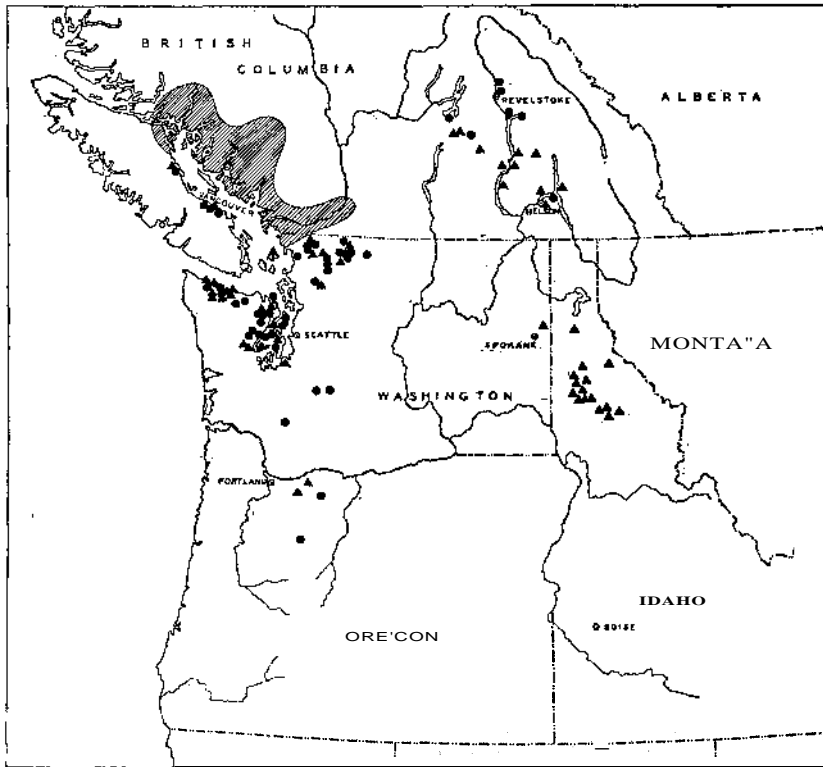 BRITISH
COLUMBIA
ALBERTA
REVELSTOKE
VANCOUVER
NELSON
SEATTLE
SPOKANE
MONTA"A
WASHINGTON
PORTLAND
IDAHO
BOISE
ORE'CON